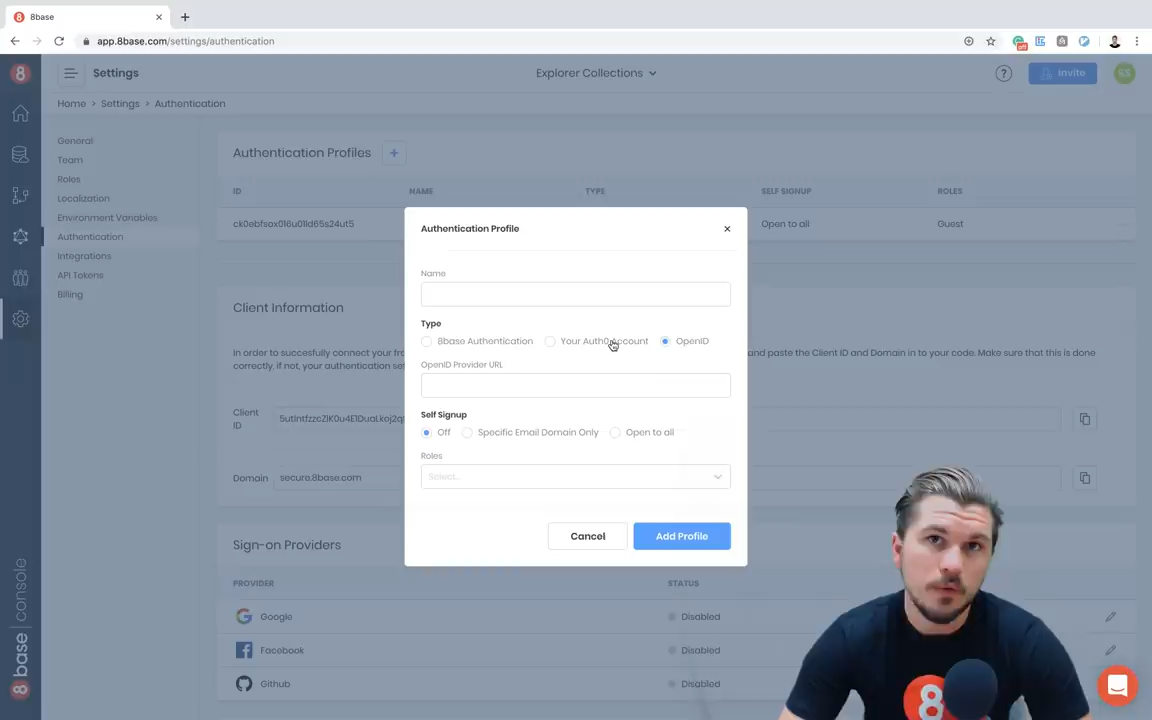 8base
app.8base.com/settings/authentication
Settings
Explorer Collections
Invite
SS
Home > Settings > Authentication
General
Team
Roles
Localization
Environment Variables
Authentication
Integrations
API Tokens
Billing
Authentication Profiles
ID NAME TYPE SELF SIGNUP ROLES
ck0ebfsox016u01ld65s24ut5 Open to all Guest
Client Information
In order to succesfully connect your fro
and paste the Client ID and Domain in to your code. Make sure that this is done
correctly, if not, your authentication set
Client
ID
Domain secure.8base.com
Sign-on Providers
PROVIDER STATUS
Google Disabled
Facebook Disabled
Github Disabled
8base console
Authentication Profile
Name
Type
8base Authentication Your Auth0 Account OpenID
OpenID Provider URL
Self Signup
Off Specific Email Domain Only Open to all
Roles
Select...
Cancel Add Profile
8